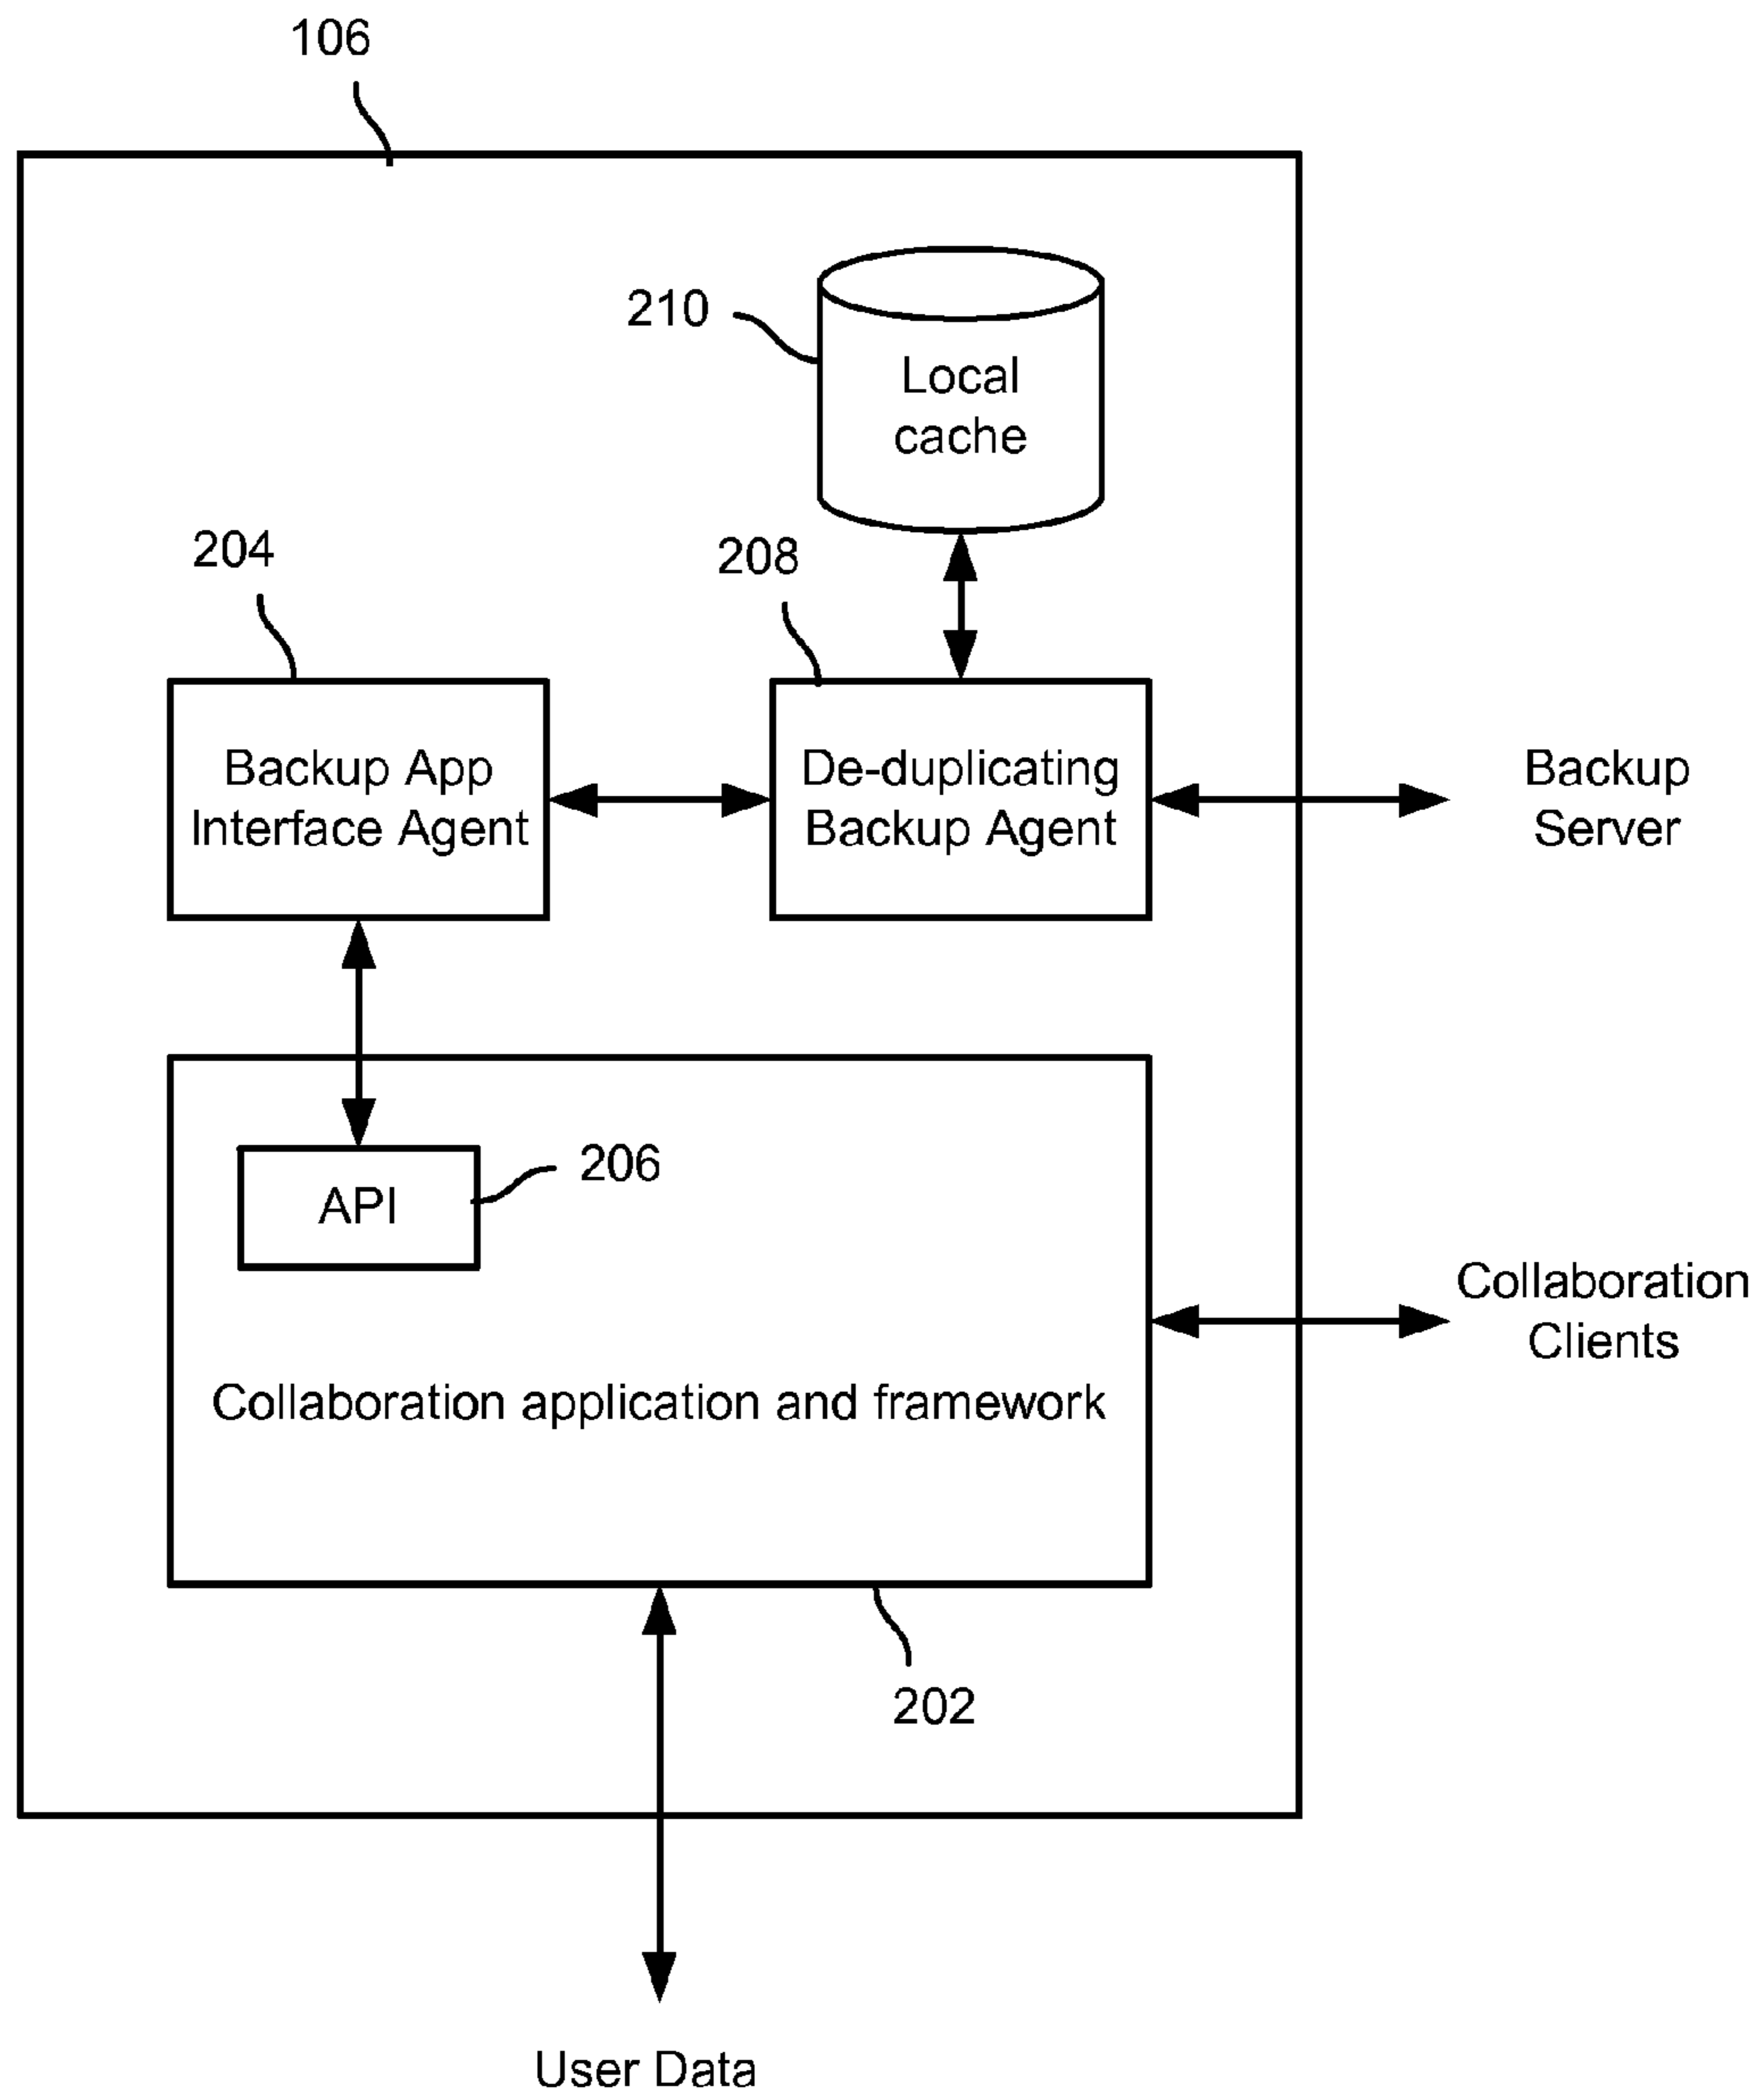 106
210
Local
cache
204
208
Backup App
Interface Agent
De-duplicating
Backup Agent
Backup
Server
206
API
Collaboration
Clients
Collaboration application and framework
202
User Data